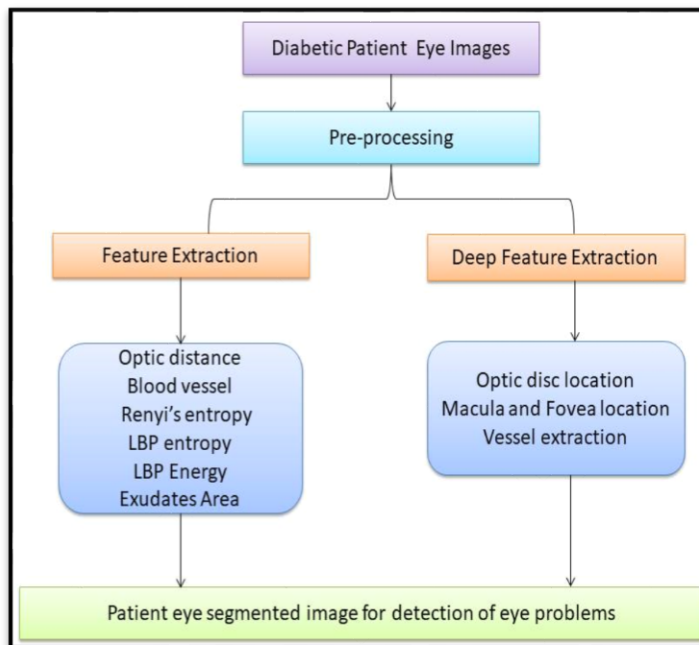 Diabetic Patient Eye Images
Pre-processing
Feature Extraction
Deep Feature Extraction
Optic distance
Blood vessel
Renyi's entropy
LBP entropy
LBP Energy
Exudates Area
Optic disc location
Macula and Fovea location
Vessel extraction
Patient eye segmented image for detection of eye problems